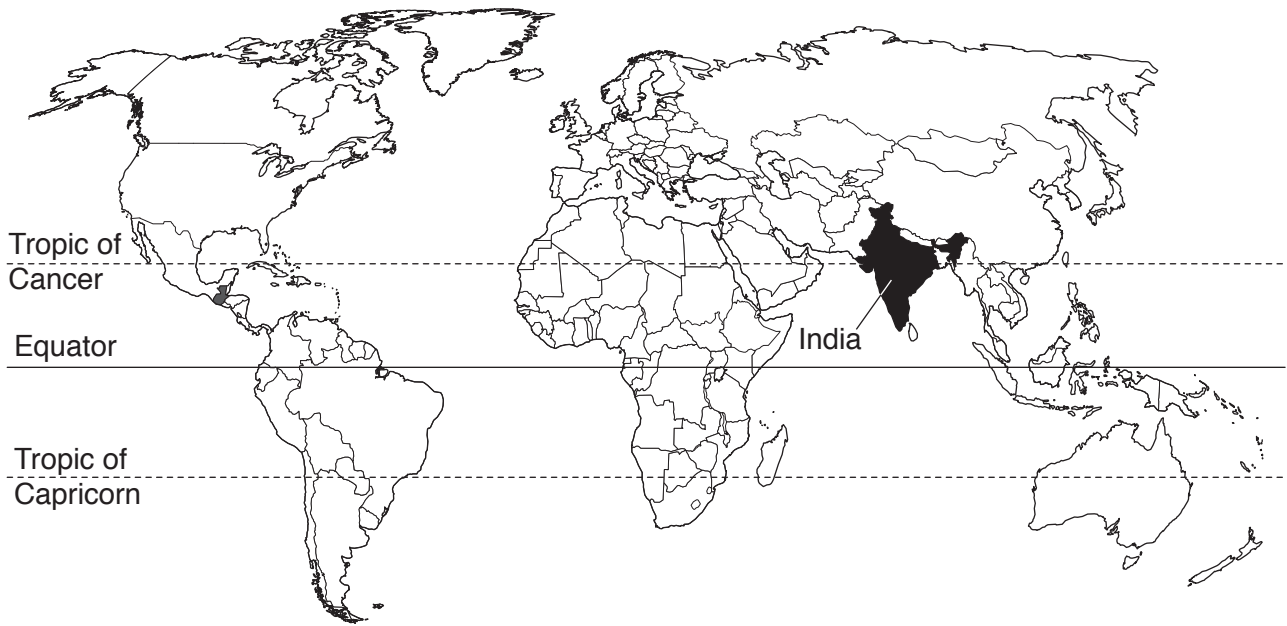 Tropic of
Cancer
Equator
India
Tropic of
Capricorn